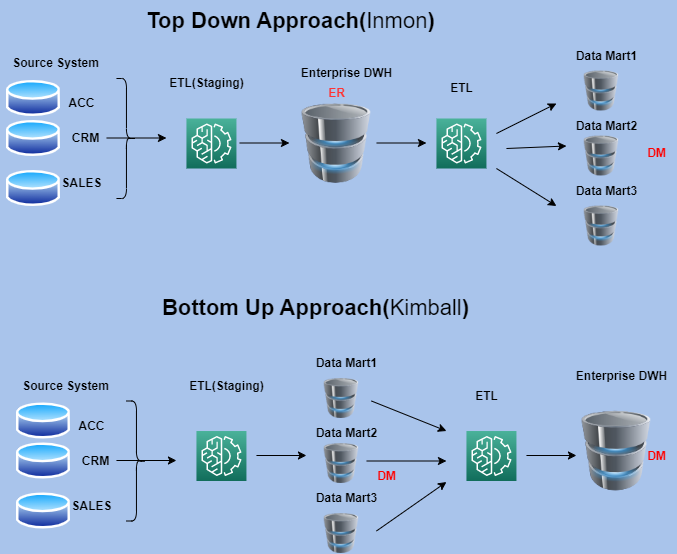 Top Down Approach(Inmon)
Source System
ACC
CRM
SALES
ETL(Staging)
Enterprise DWH
ER
ETL
Data Mart1
Data Mart2
DM
Data Mart3
Bottom Up Approach(Kimball)
Source System
ACC
CRM
SALES
ETL(Staging)
Data Mart1
Data Mart2
DM
Data Mart3
ETL
Enterprise DWH
DM